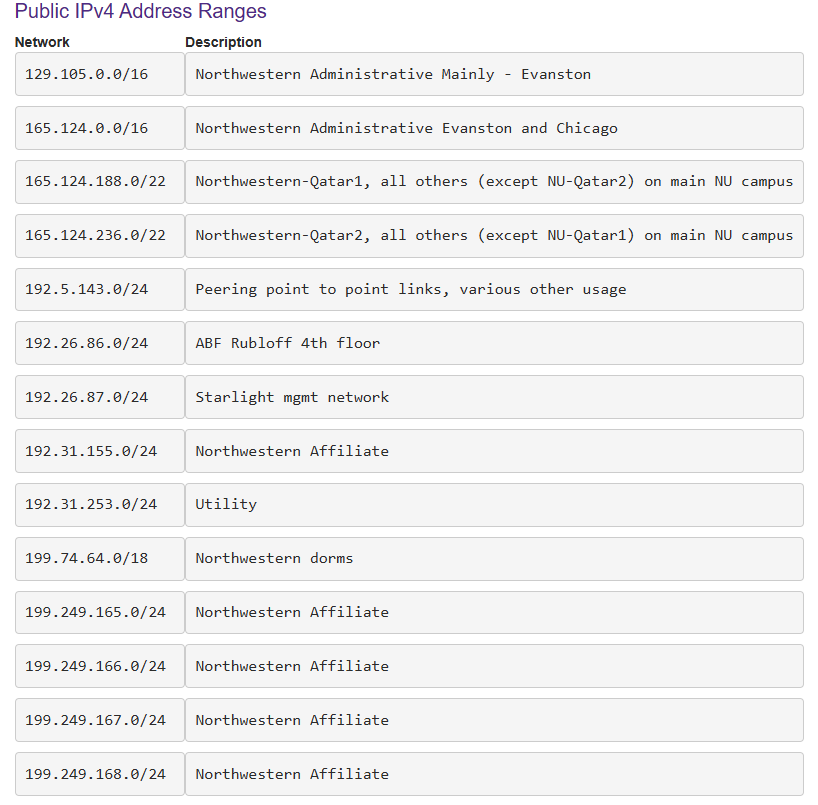 Public IPv4 Address Ranges
Network Description
129.105.0.0/16 Northwestern Administrative Mainly - Evanston
165.124.0.0/16 Northwestern Administrative Evanston and Chicago
165.124.188.0/22 Northwestern-Qatar1, all others (except NU-Qatar2) on main NU campus
165.124.236.0/22 Northwestern-Qatar2, all others (except NU-Qatar1) on main NU campus
192.5.143.0/24 Peering point to point links, various other usage
192.26.86.0/24 ABF Rubloff 4th floor
192.26.87.0/24 Starlight mgmt network
192.31.155.0/24 Northwestern Affiliate
192.31.253.0/24 Utility
199.74.64.0/18 Northwestern dorms
199.249.165.0/24 Northwestern Affiliate
199.249.166.0/24 Northwestern Affiliate
199.249.167.0/24 Northwestern Affiliate
199.249.168.0/24 Northwestern Affiliate